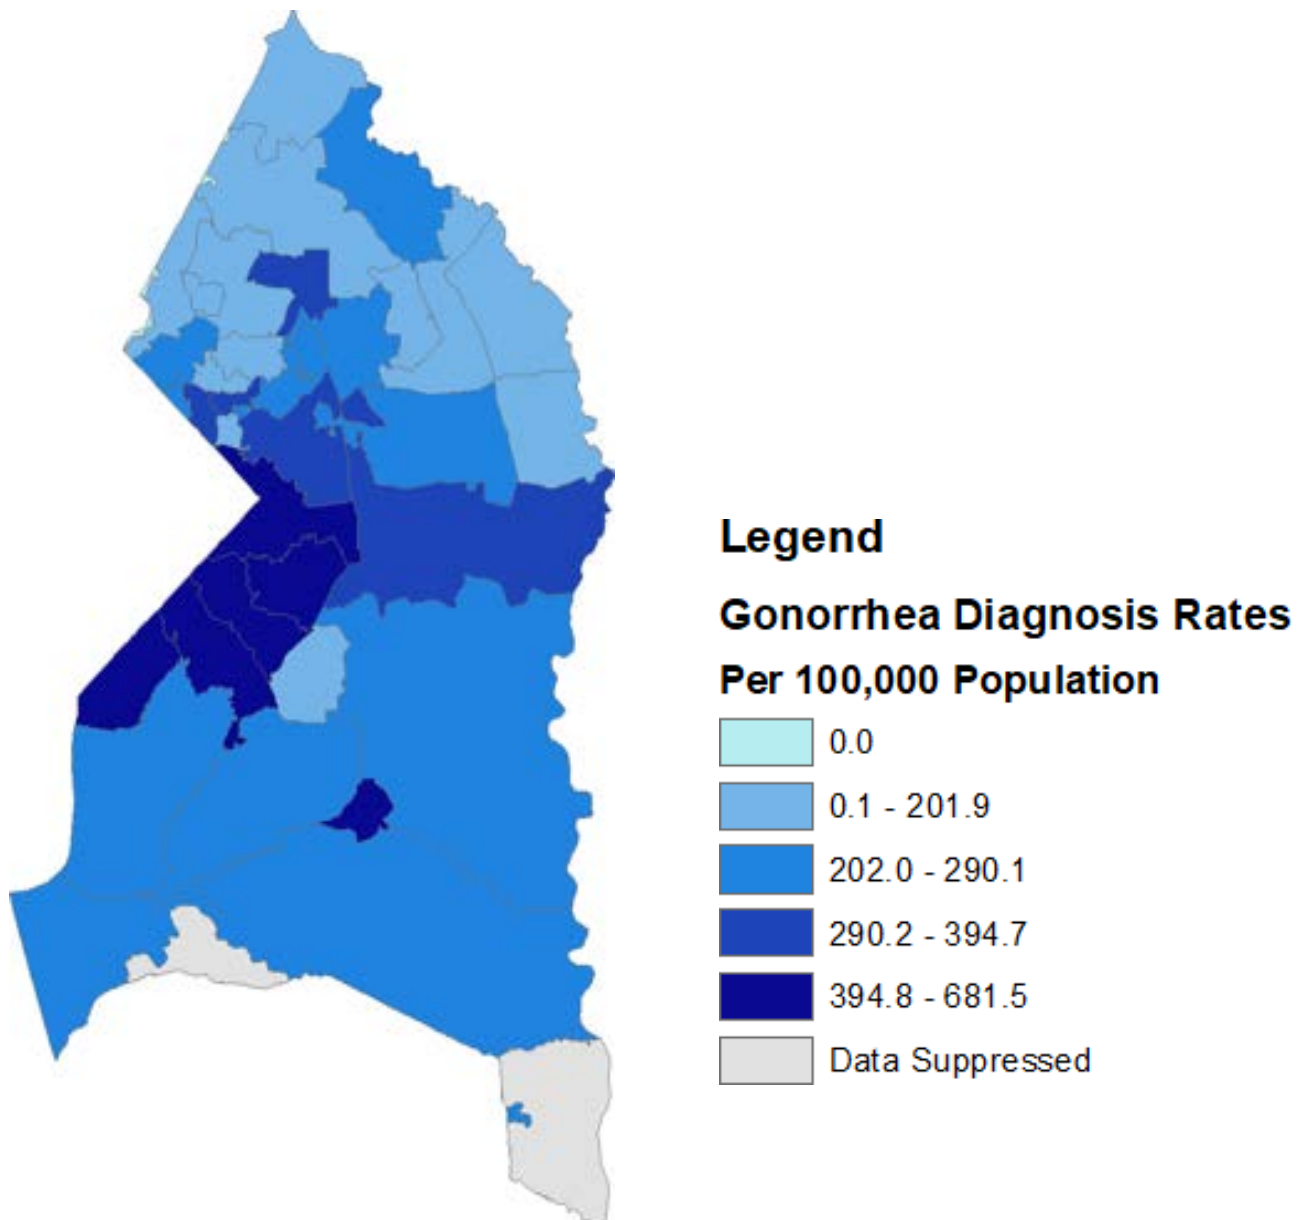 Legend
Gonorrhea Diagnosis Rates
Per 100,000 Population
0.0
0.1 - 201.9
202.0 - 290.1
290.2 - 394.7
394.8 - 681.5
Data Suppressed